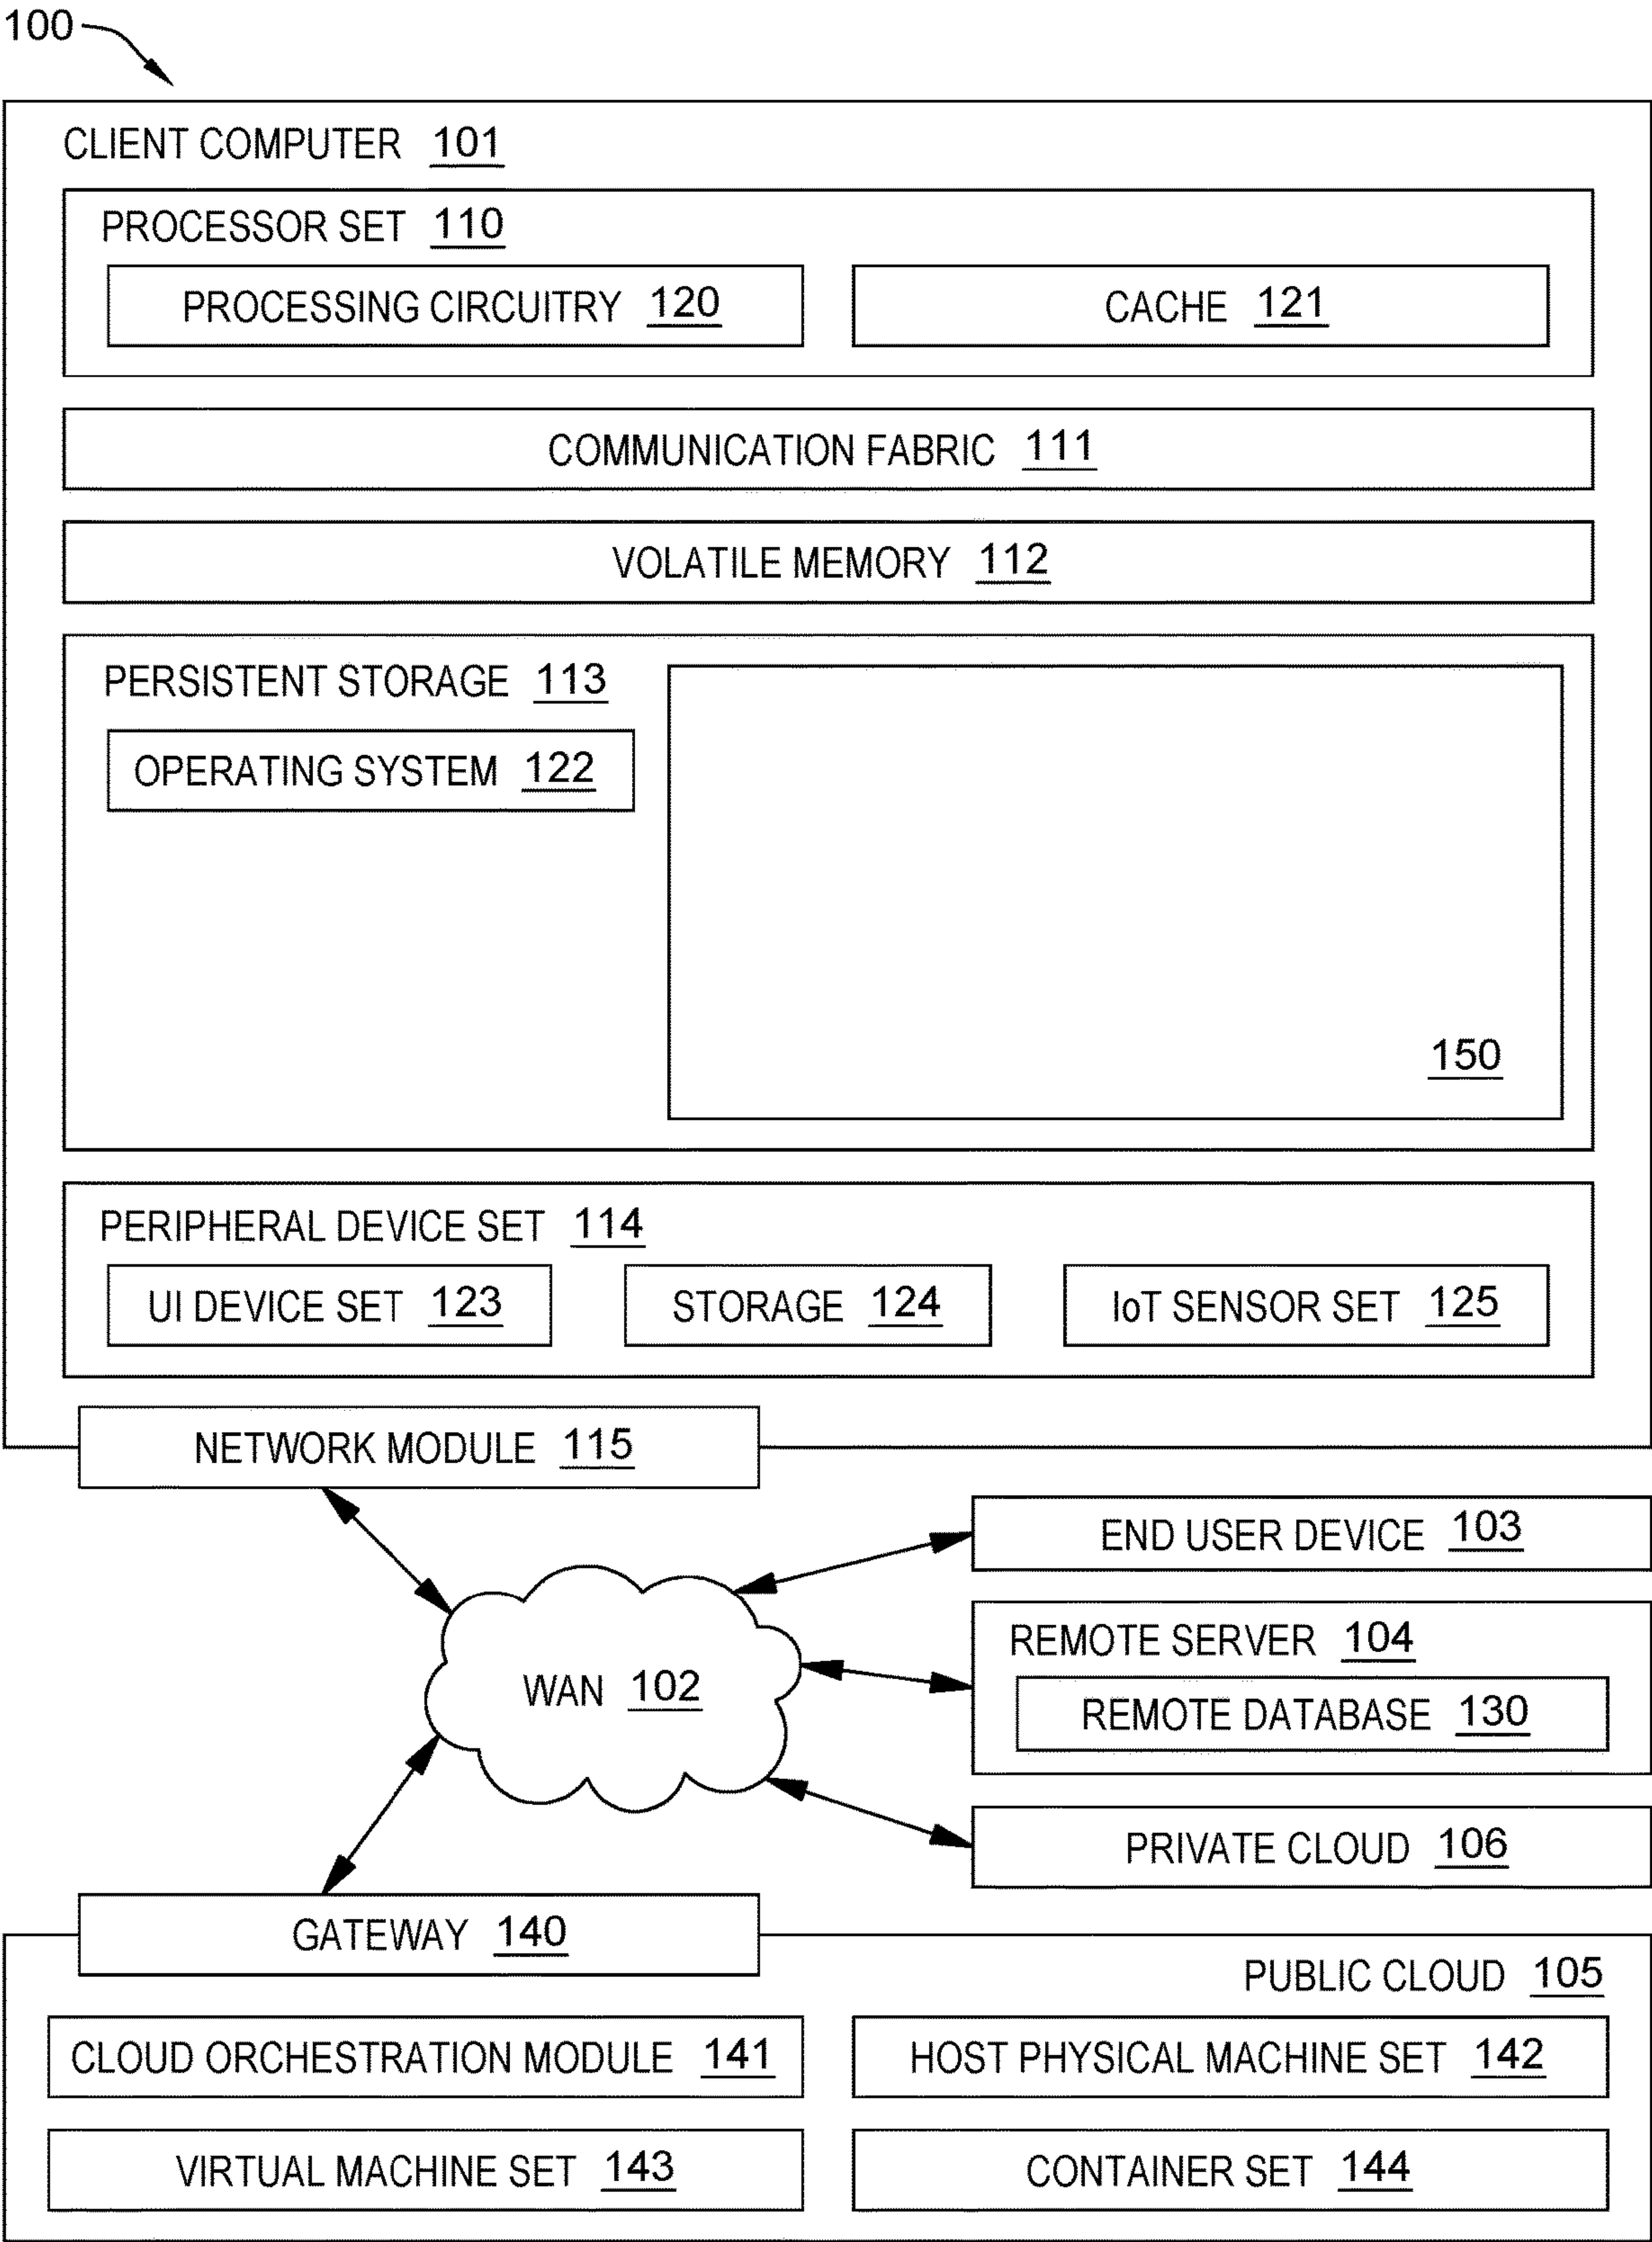 100
CLIENT COMPUTER 101
PROCESSOR SET 110
PROCESSING CIRCUITRY 120
CACHE 121
COMMUNICATION FABRIC 111
VOLATILE MEMORY 112
PERSISTENT STORAGE 113
OPERATING SYSTEM 122
150
PERIPHERAL DEVICE SET 114
UI DEVICE SET 123
STORAGE 124
IoT SENSOR SET 125
NETWORK MODULE 115
END USER DEVICE 103
REMOTE SERVER 104
WAN 102
REMOTE DATABASE 130
PRIVATE CLOUD 106
GATEWAY 140
PUBLIC CLOUD 105
CLOUD ORCHESTRATION MODULE 141
HOST PHYSICAL MACHINE SET 142
VIRTUAL MACHINE SET 143
CONTAINER SET 144